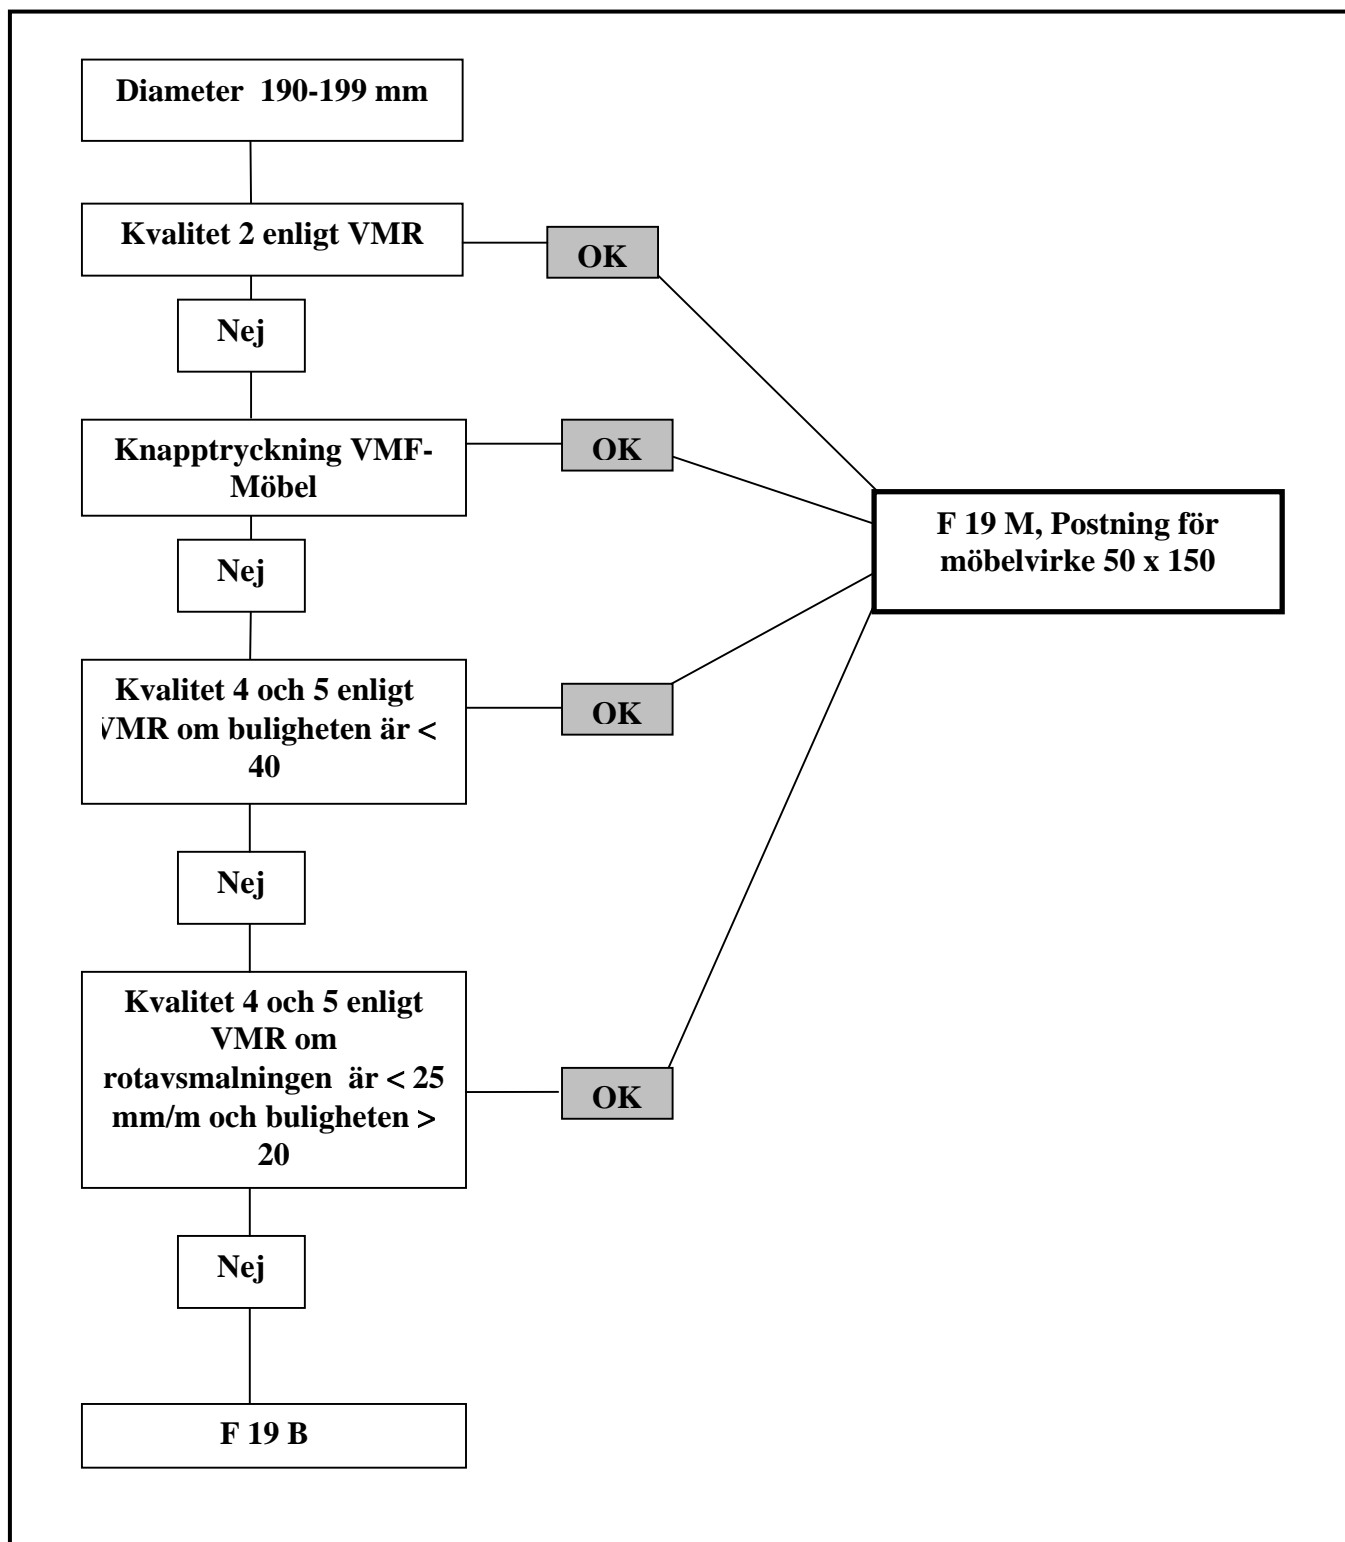 Diameter 190-199 mm
Kvalitet 2 enligt VMR
OK
Nej
Knapptryckning VMF-
Möbel
OK
F 19 M, Postning för
möbelvirke 50 x 150
Nej
Kvalitet 4 och 5 enligt
VMR om buligheten är <
40
OK
Nej
Kvalitet 4 och 5 enligt
VMR om
rotavsmalningen är < 25
mm/m och buligheten >
20
OK
Nej
F 19 B